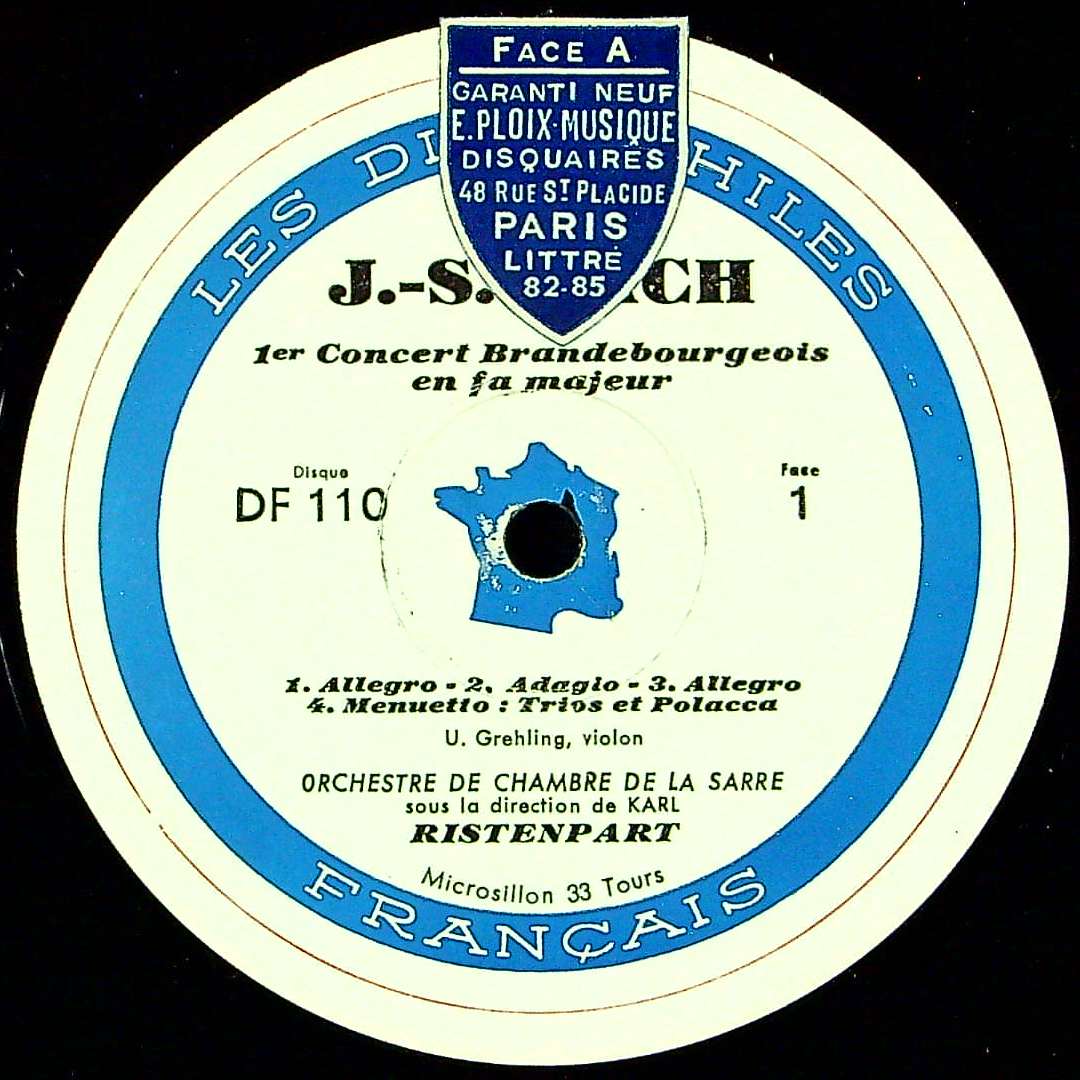 FACE A
GARANTI NEUF
E. PLOIX-MUSIQUE
DISQUAIRES
48 RUE ST PLACIDE
PARIS
LITTRÉ
82-85
LES DI HILES
J.-S. CH
1er Concert Brandebourgeois
en fa majeur
Disque
DF 110
Face
1
1. Allegro - 2. Adagio - 3. Allegro
4. Menuetto : Trios et Polacca
U. Grehling, violon
ORCHESTRE DE CHAMBRE DE LA SARRE
sous la direction de KARL
RISTENPART
Microsillon 33 Tours
FRANÇAIS